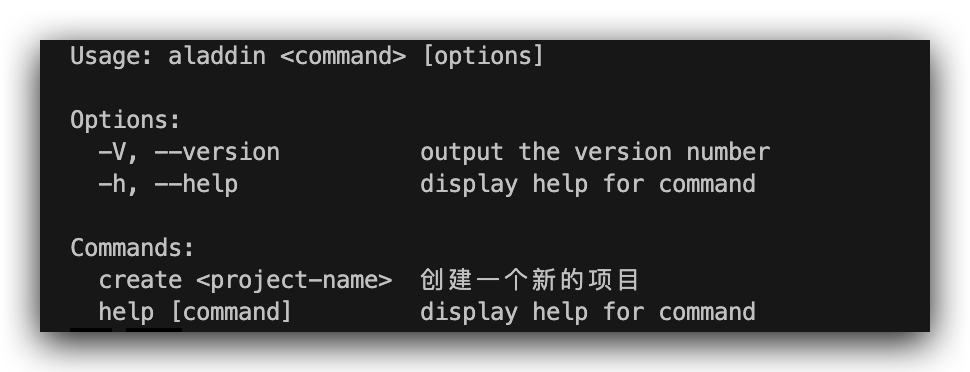 Usage: aladdin <command> [options]
Options:
-V, --version output the version number
-h, --help display help for command
Commands:
create <project-name> 创建一个新的项目
help [command] display help for command